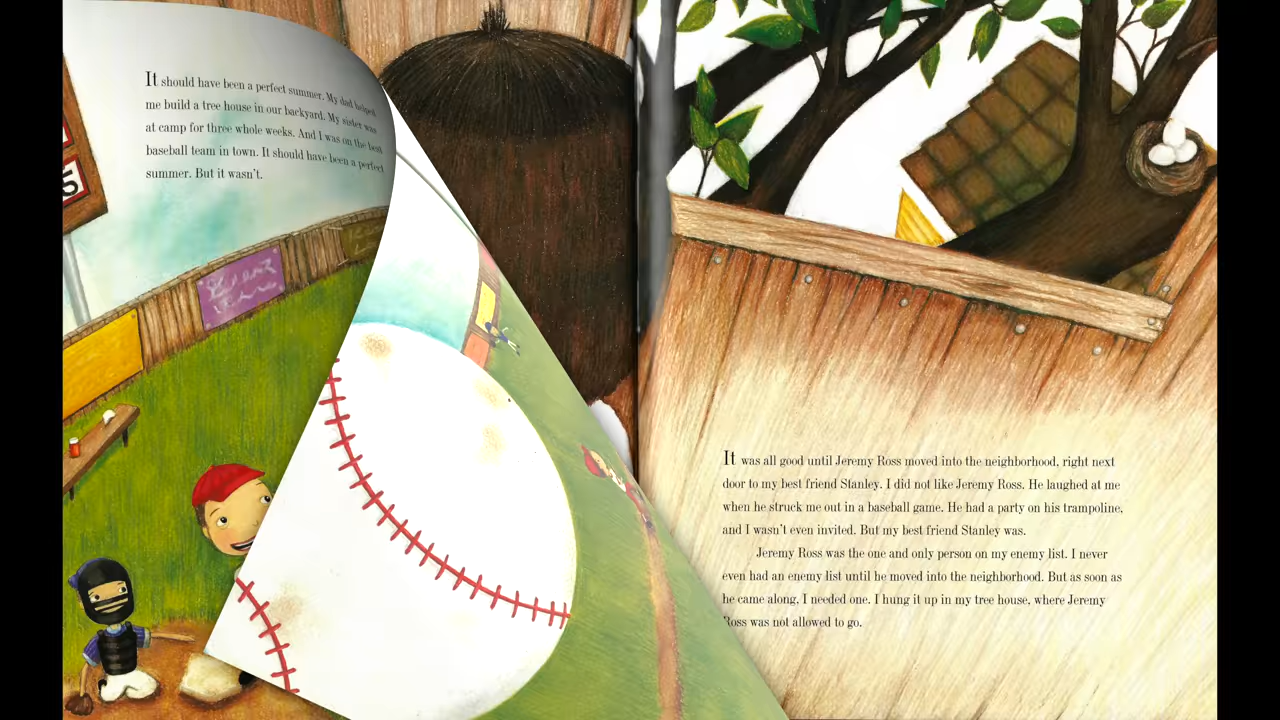 It should have been a perfect summer. My dad helped
me build a tree house in our backyard. My sister was
at camp for three whole weeks. And I was on the best
baseball team in town. It should have been a perfect
summer. But it wasn't.
5
It was all good until Jeremy Ross moved into the neighborhood, right next
door to my best friend Stanley. I did not like Jeremy Ross. He laughed at me
when he struck me out in a baseball game. He had a party on his trampoline,
and I wasn't even invited. But my best friend Stanley was.
Jeremy Ross was the one and only person on my enemy list. I never
even had an enemy list until he moved into the neighborhood. But as soon as
he came along, I needed one. I hung it up in my tree house, where Jeremy
Ross was not allowed to go.